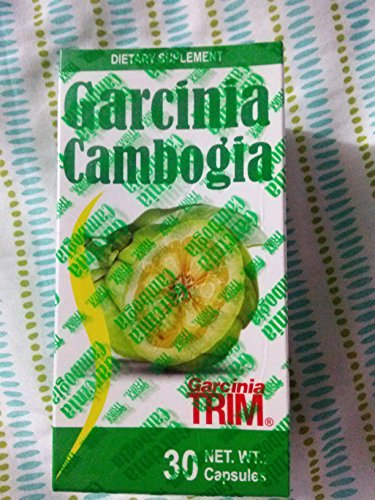 DIETARY SUPLEMENT
Garcinia
Cambogia
Garcinia
TRIM®
30 NET. WT.
Capsules